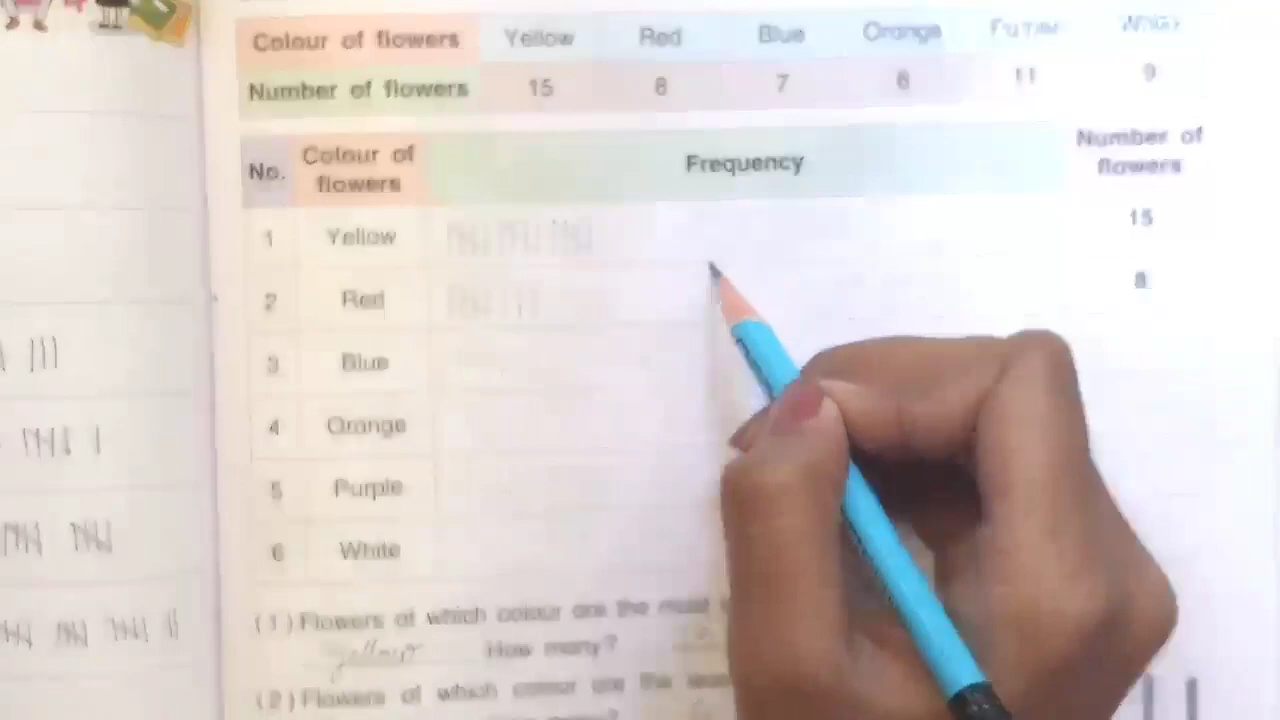 Colour of flowers Yellow Red Blue Orange
Number of flowers 15 8 7 6 11 9
No. Colour of flowers Frequency Number of flowers
1 Yellow 15
2 Red 8
3 Blue
4 Orange
5 Purple
6 White
(1) Flowers of which colour are the most
yellow How many?
(2) Flowers of which colour are the